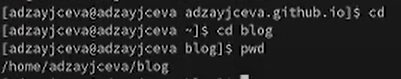 [adzayjceva@adzayjceva adzayjceva.github.io]$ cd
[adzayjceva@adzayjceva ~]$ cd blog
[adzayjceva@adzayjceva blog]$ pwd
/home/adzayjceva/blog